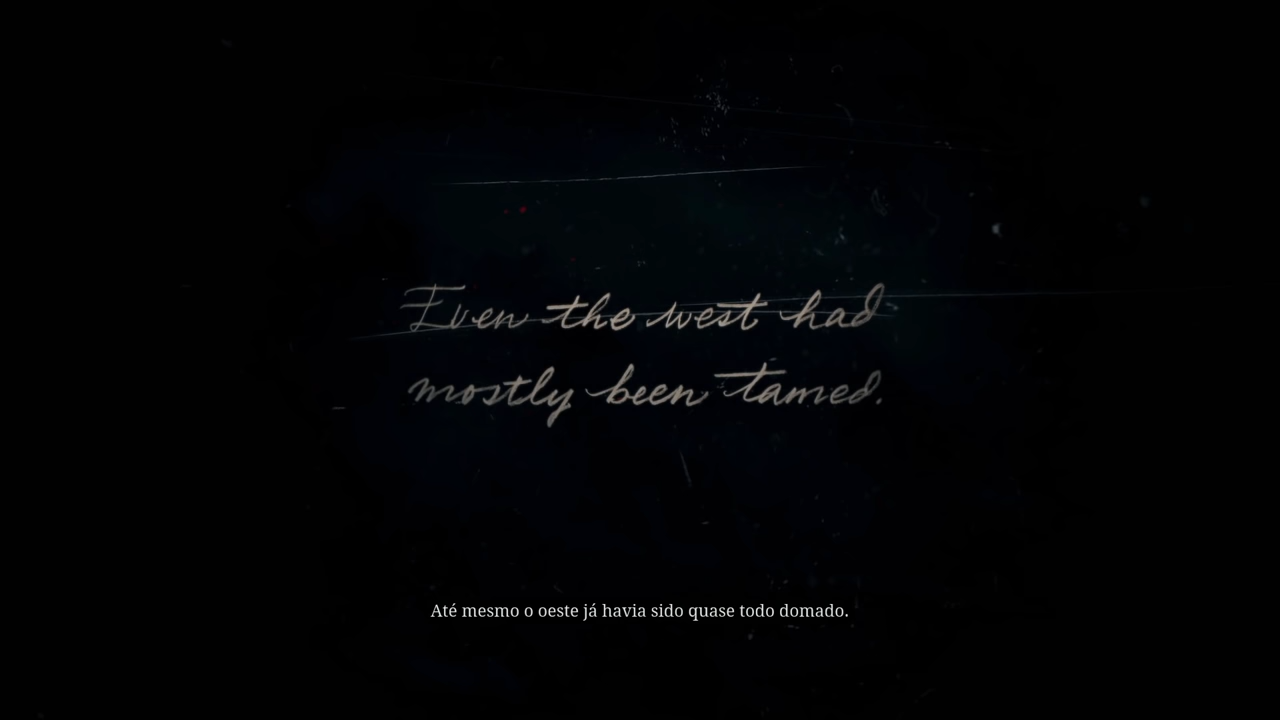 Even the west had
mostly been tamed.
Até mesmo o oeste já havia sido quase todo domado.